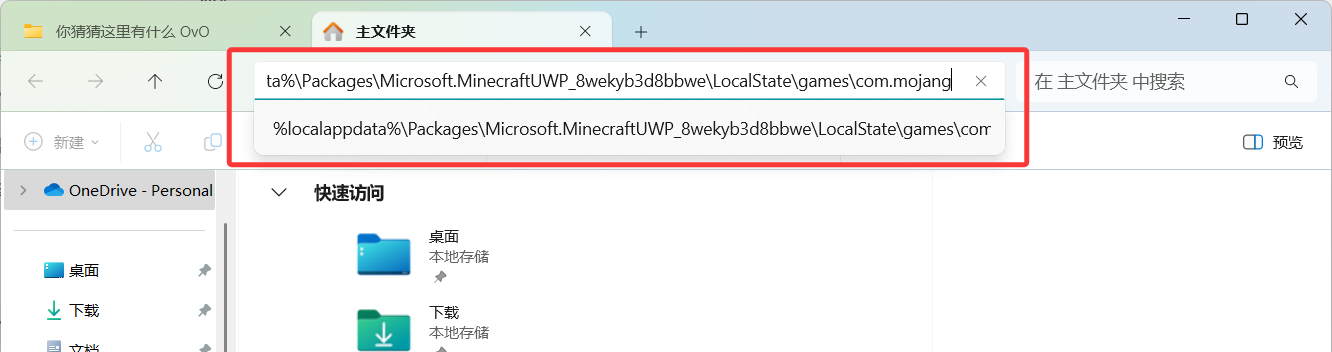 你猜猜这里有什么 OvO
主文件夹
ta%\Packages\Microsoft.MinecraftUWP_8wekyb3d8bbwe\LocalState\games\com.mojang
在 主文件夹 中搜索
%localappdata%\Packages\Microsoft.MinecraftUWP_8wekyb3d8bbwe\LocalState\games\com
新建
预览
OneDrive - Personal
快速访问
桌面
本地存储
桌面
下载
下载
本地存储
文档